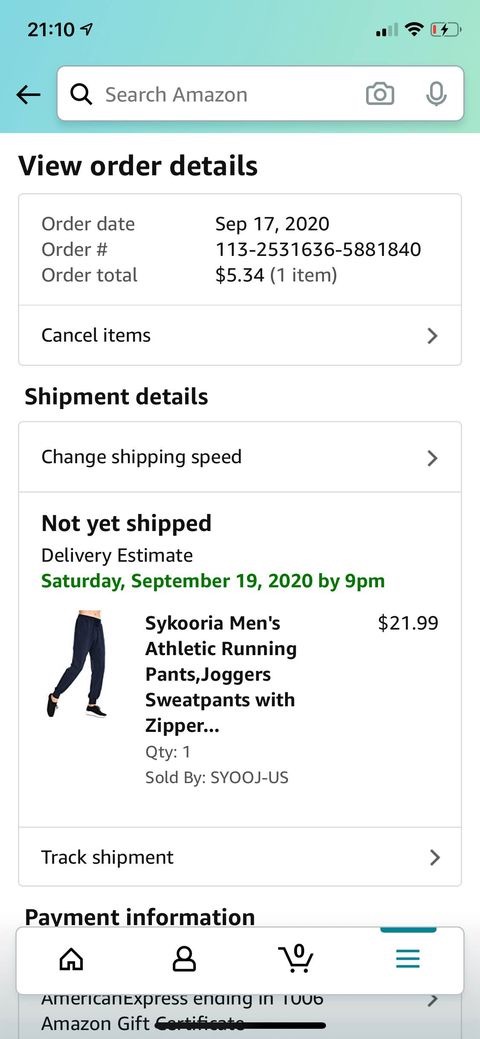 21:10
Search Amazon
View order details
Order date Sep 17, 2020
Order # 113-2531636-5881840
Order total $5.34 (1 item)
Cancel items
Shipment details
Change shipping speed
Not yet shipped
Delivery Estimate
Saturday, September 19, 2020 by 9pm
Sykooria Men's $21.99
Athletic Running
Pants,Joggers
Sweatpants with
Zipper...
Qty: 1
Sold By: SYOOJ-US
Track shipment
Payment information
0
AmericanExpress ending in 1006
Amazon Gift Certificate